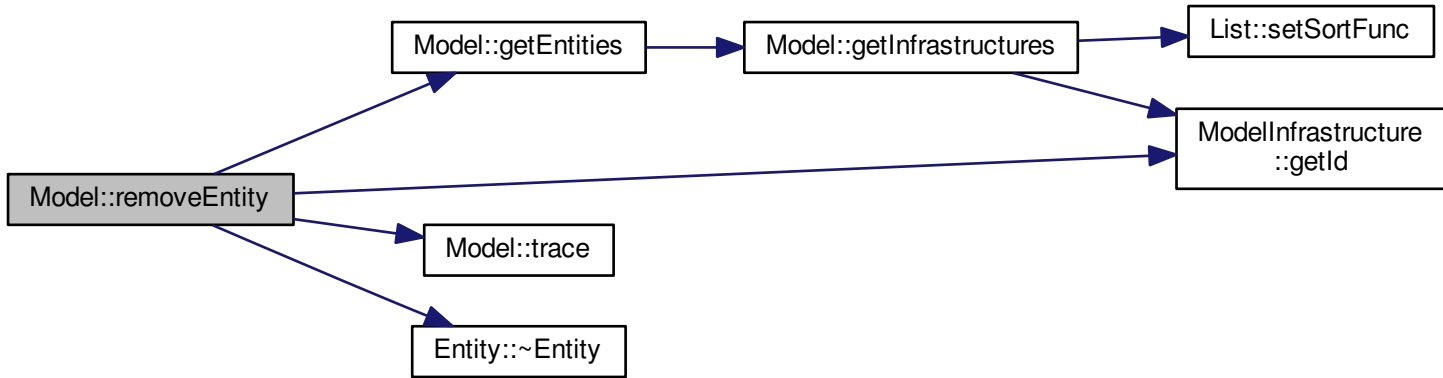 Model::getEntities
Model::getInfrastructures
List::setSortFunc
ModelInfrastructure
::getId
Model::removeEntity
Model::trace
Entity::~Entity